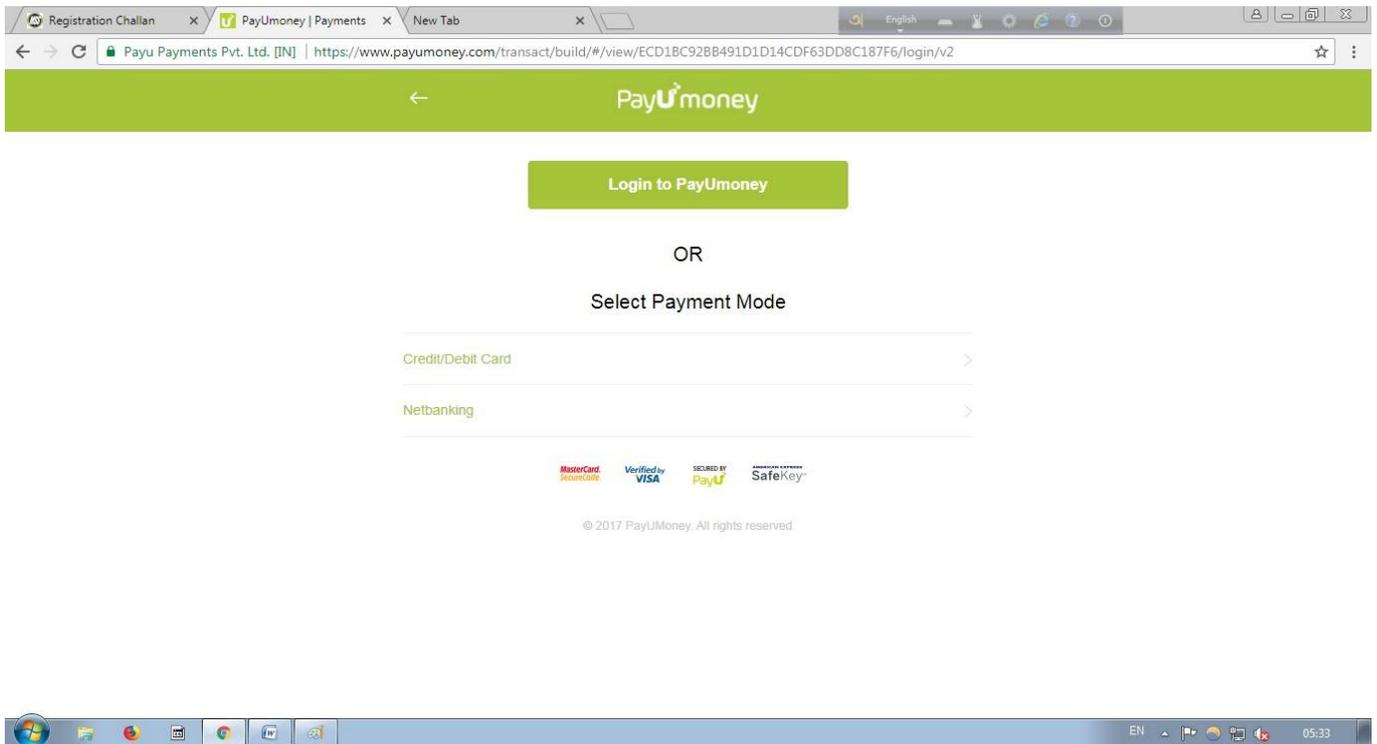 Registration Challan
PayUmoney | Payments
New Tab
English
Payu Payments Pvt. Ltd. [IN] | https://www.payumoney.com/transact/build/#/view/ECD1BC92BB491D1D14CDF63DD8C187F6/login/v2
PayUmoney
Login to PayUmoney
OR
Select Payment Mode
Credit/Debit Card
Netbanking
MasterCard. SecureCode
Verified by VISA
SECURED BY PayU
AMERICAN EXPRESS SafeKey
© 2017 PayUMoney. All rights reserved
EN 05:33